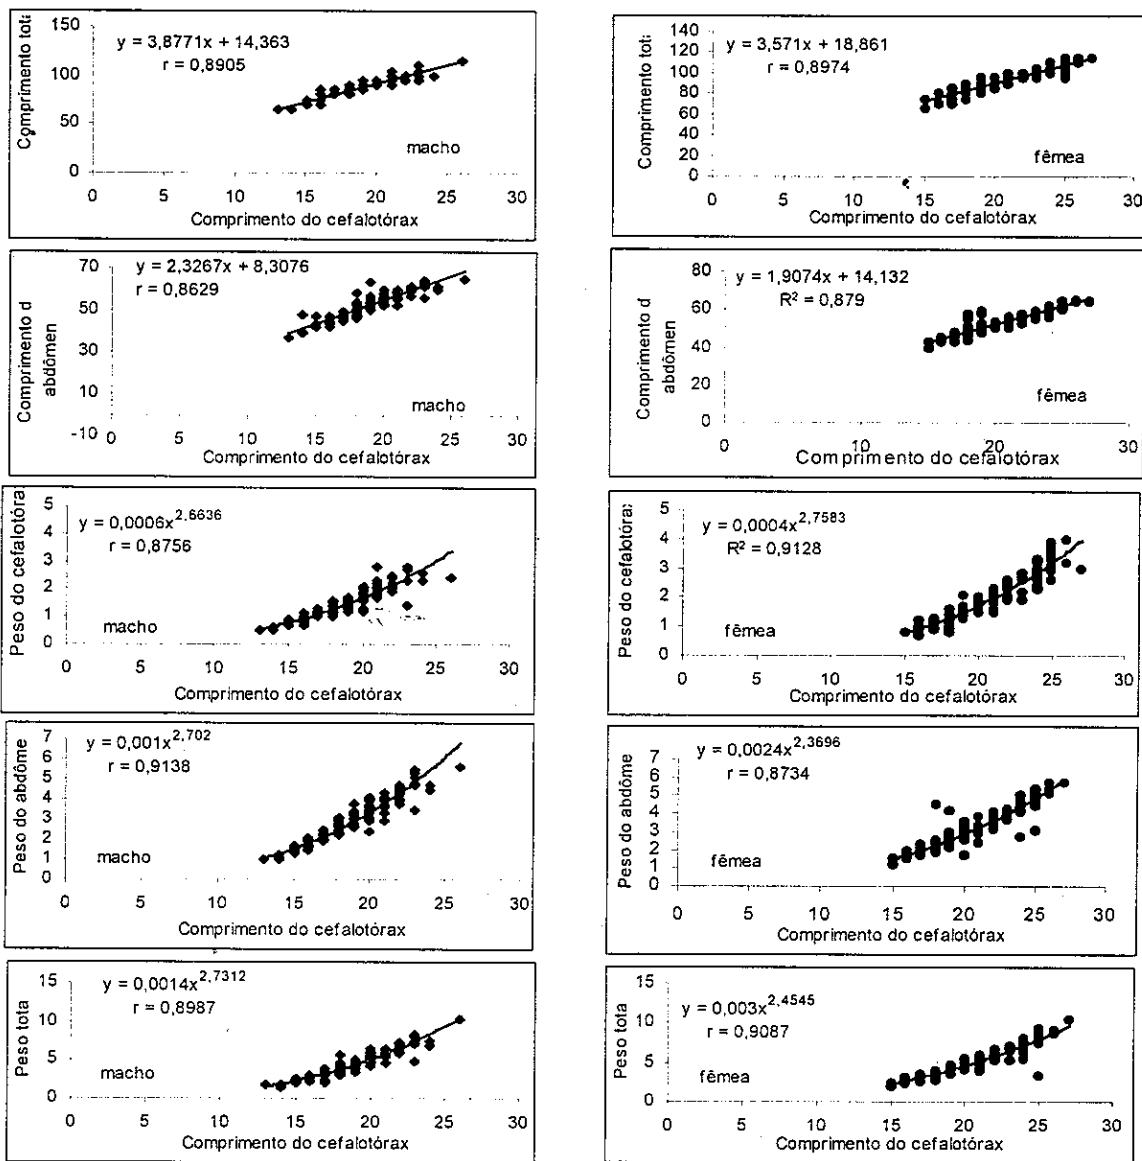 Comprimento tot
150
100
50
0
y = 3,8771x + 14,363
r = 0,8905
macho
0 5 10 15 20 25 30
Comprimento do cefalotórax
Comprimento tot
140
120
100
80
60
40
20
0
y = 3,571x + 18,861
r = 0,8974
fêmea
0 5 10 15 20 25 30
Comprimento do cefalotórax
Comprimento d
abdômen
70
50
30
10
-10
y = 2,3267x + 8,3076
r = 0,8629
macho
0 5 10 15 20 25 30
Comprimento do cefalotórax
Comprimento d
abdômen
80
60
40
20
0
y = 1,9074x + 14,132
R² = 0,879
fêmea
0 10 20 30
Comprimento do cefalotórax
Peso do cefalotóra
5
4
3
2
1
0
y = 0,0006x^2,6636
r = 0,8756
macho
0 5 10 15 20 25 30
Comprimento do cefalotórax
Peso do cefalotóra
5
4
3
2
1
0
y = 0,0004x^2,7583
R² = 0,9128
fêmea
0 5 10 15 20 25 30
Comprimento do cefalotórax
Peso do abdôme
7
6
5
4
3
2
1
0
y = 0,001x^2,702
r = 0,9138
macho
0 5 10 15 20 25 30
Comprimento do cefalotórax
Peso do abdôme
7
6
5
4
3
2
1
0
y = 0,0024x^2,3696
r = 0,8734
fêmea
0 5 10 15 20 25 30
Comprimento do cefalotórax
Peso tota
15
10
5
0
y = 0,0014x^2,7312
r = 0,8987
macho
0 5 10 15 20 25 30
Comprimento do cefalotórax
Peso tota
15
10
5
0
y = 0,003x^2,4545
r = 0,9087
fêmea
0 5 10 15 20 25 30
Comprimento do cefalotórax